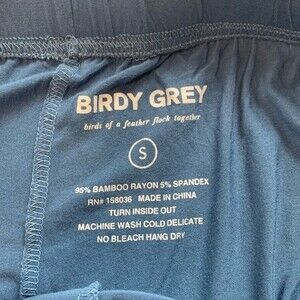 BIRDY GREY
birds of a feather flock together
S
95% BAMBOO RAYON 5% SPANDEX
RN# 158036 MADE IN CHINA
TURN INSIDE OUT
MACHINE WASH COLD DELICATE
NO BLEACH HANG DRY